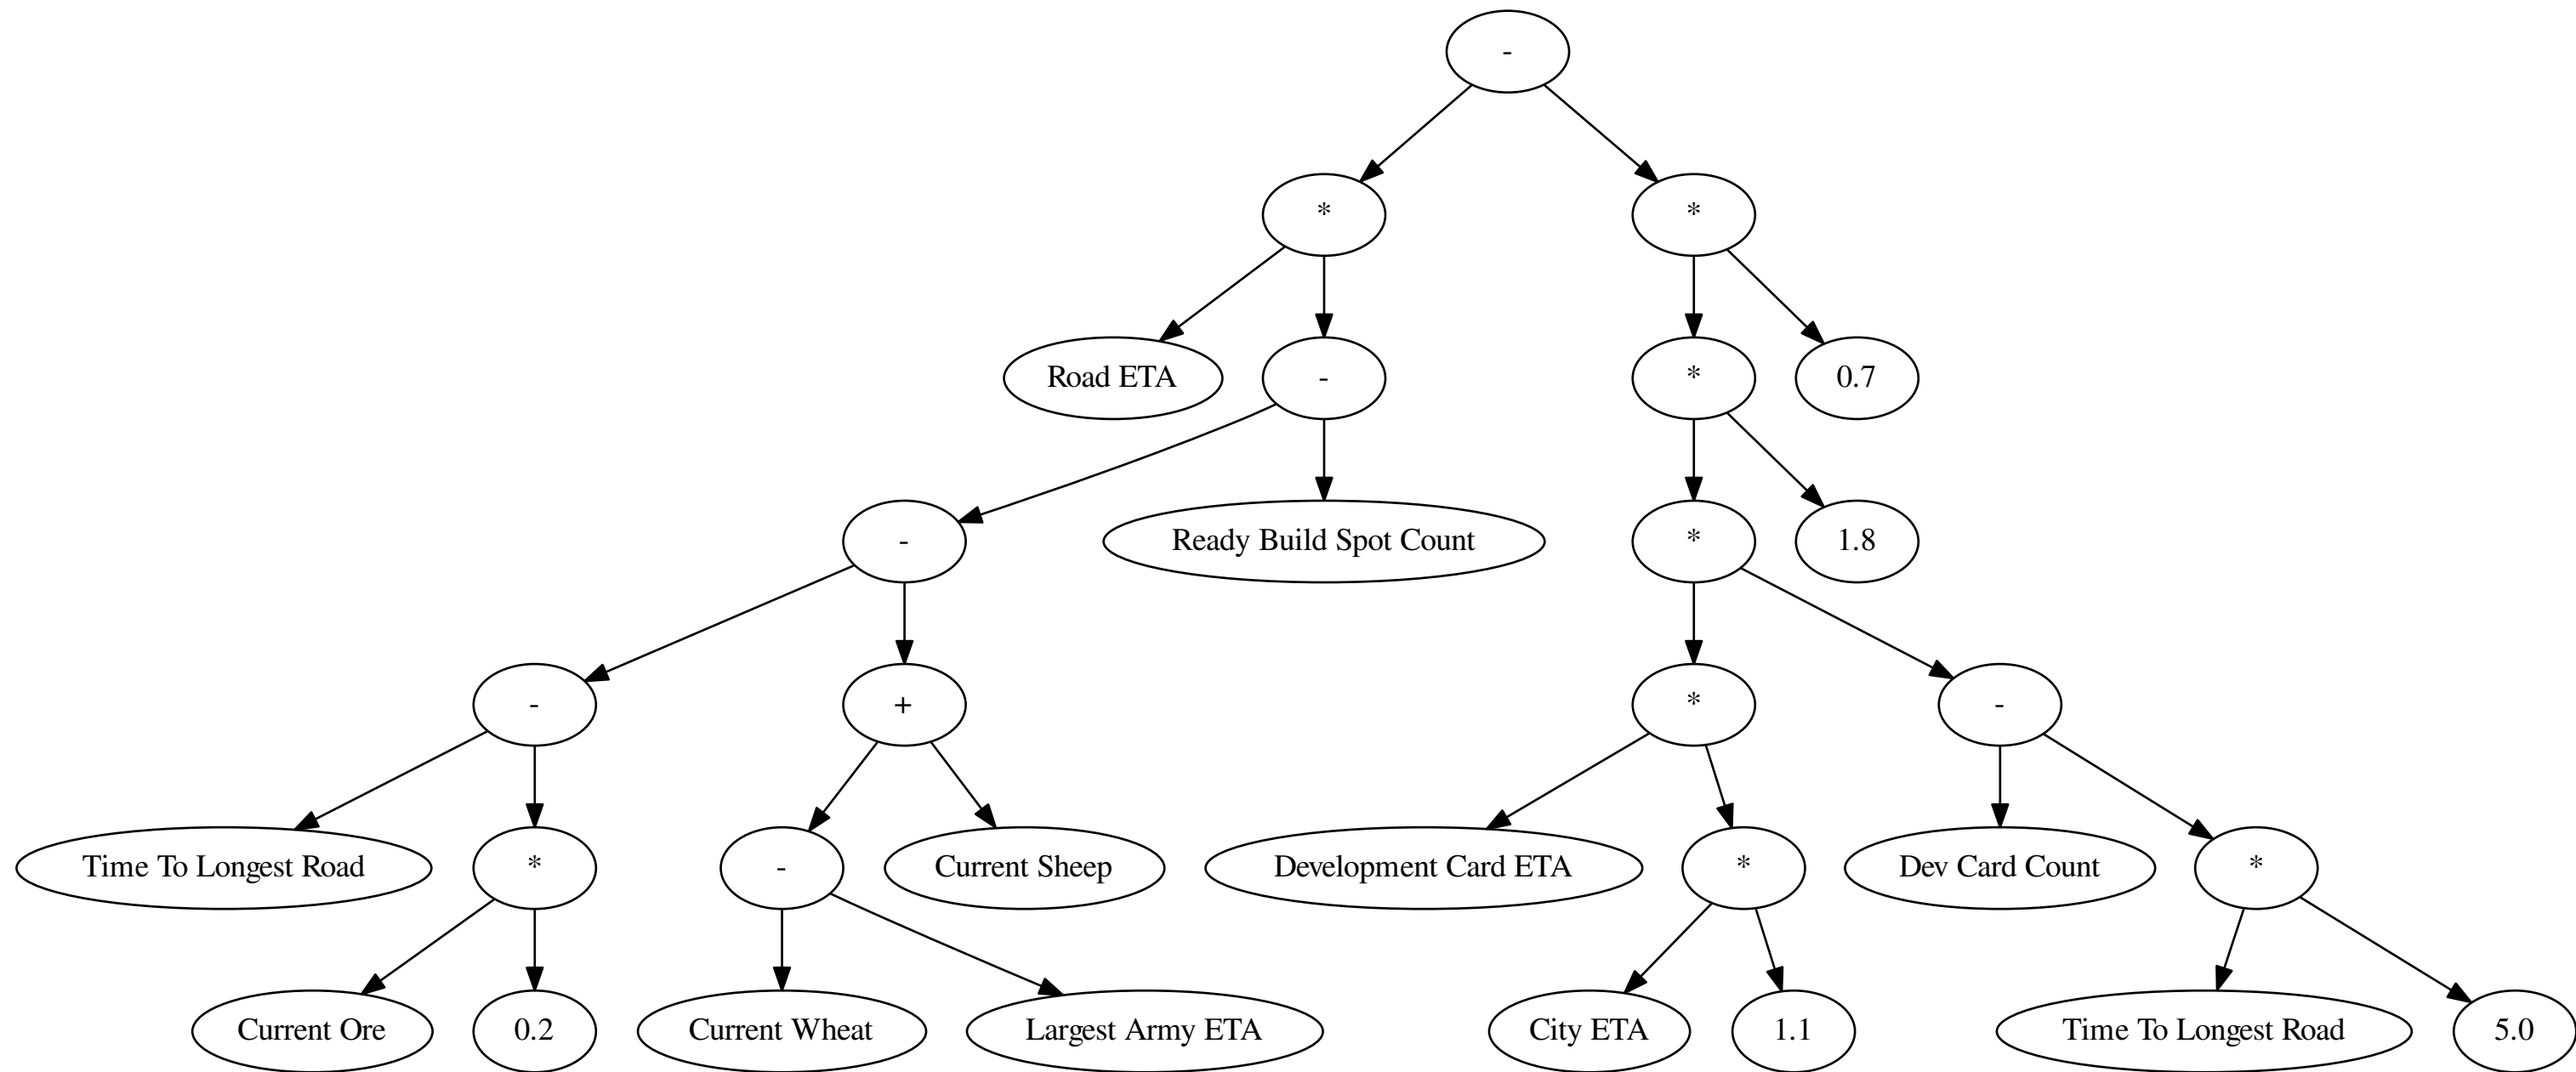 -
*
*
Road ETA
-
*
0.7
-
Ready Build Spot Count
*
1.8
-
+
*
-
Time To Longest Road
*
-
Current Sheep
Development Card ETA
*
Dev Card Count
*
Current Ore
0.2
Current Wheat
Largest Army ETA
City ETA
1.1
Time To Longest Road
5.0